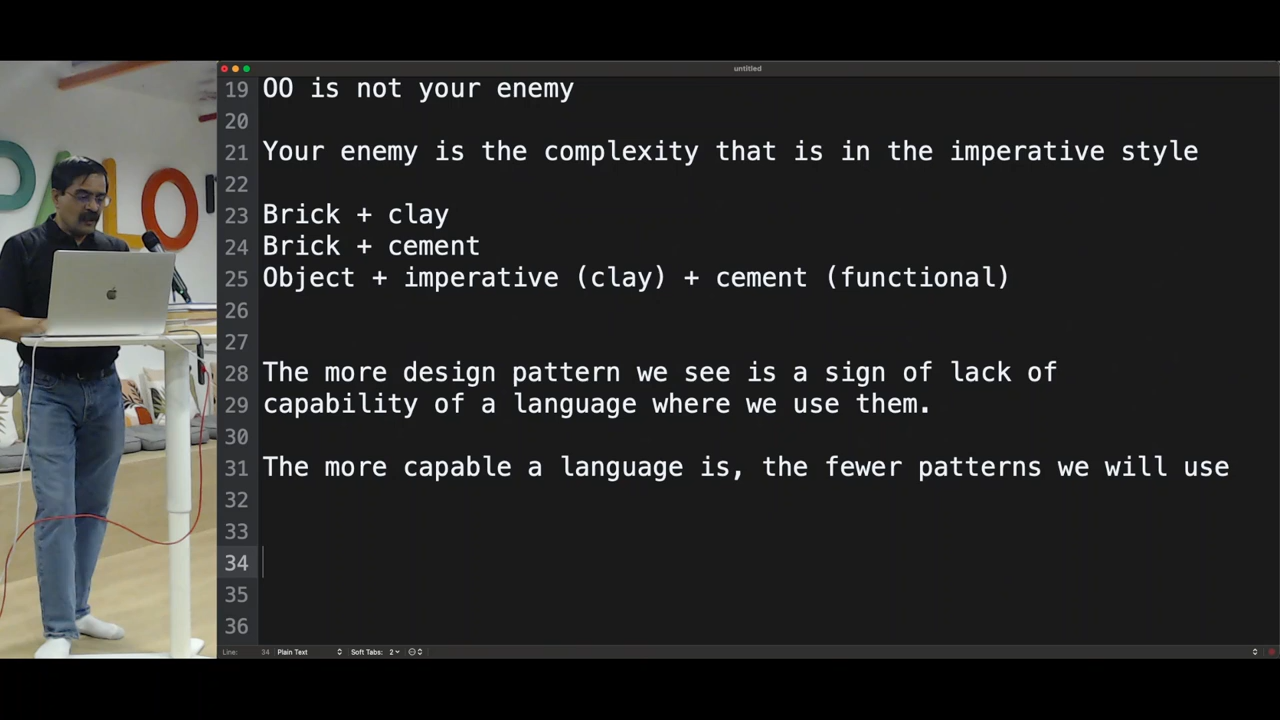 PALO
untitled
19 OO is not your enemy
20
21 Your enemy is the complexity that is in the imperative style
22
23 Brick + clay
24 Brick + cement
25 Object + imperative (clay) + cement (functional)
26
27
28 The more design pattern we see is a sign of lack of
29 capability of a language where we use them.
30
31 The more capable a language is, the fewer patterns we will use
32
33
34
35
36
Line: 34 Plain Text Soft Tabs: 2